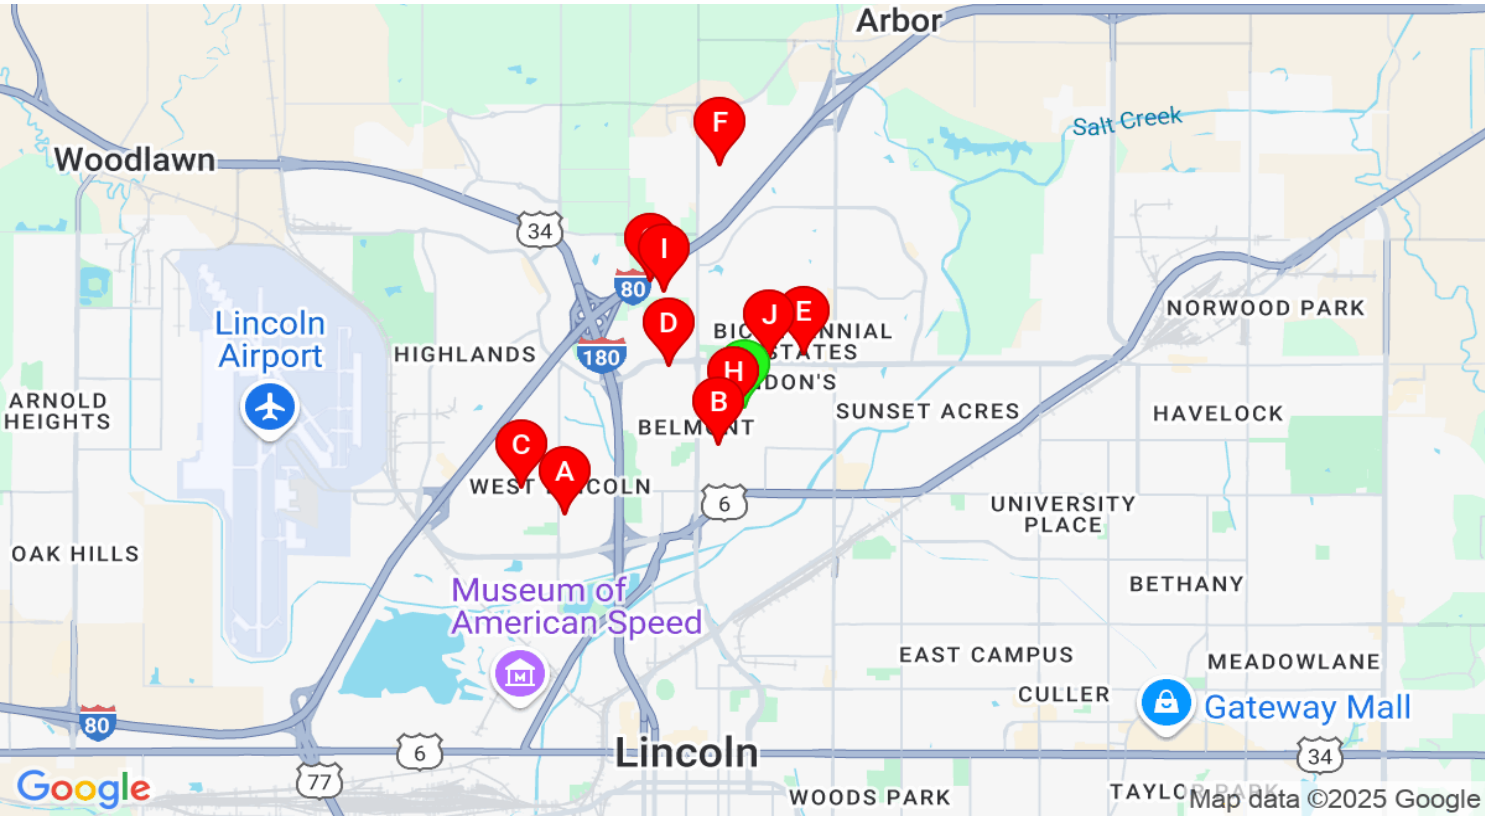 Arbor
F
Salt Creek
Woodlawn
34
I
80
Lincoln
Airport
J
E
D
NORWOOD PARK
HIGHLANDS
180
H
ARNOLD
HEIGHTS
B
SUNSET ACRES
HAVELOCK
C
A
6
UNIVERSITY
PLACE
OAK HILLS
BETHANY
Museum of
American Speed
EAST CAMPUS
MEADOWLANE
CULLER
M
Gateway Mall
80
6
Lincoln
34
77
Google
WOODS PARK
Map data ©2025 Google